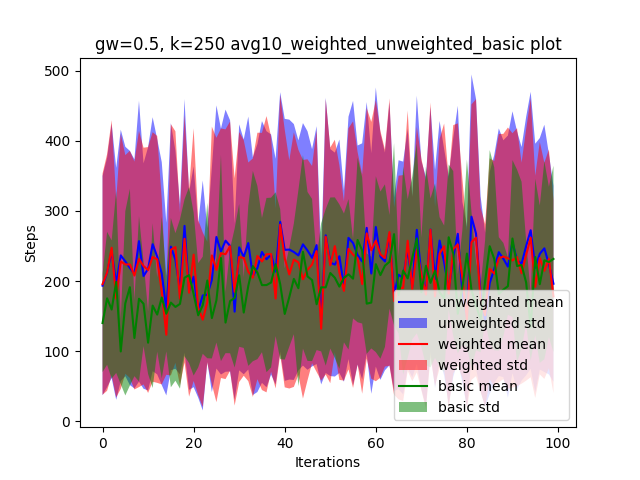 gw=0.5, k=250 avg10_weighted_unweighted_basic plot
500
400
300
200
100
0
Steps
0 20 40 60 80 100
Iterations
unweighted mean
unweighted std
weighted mean
weighted std
basic mean
basic std